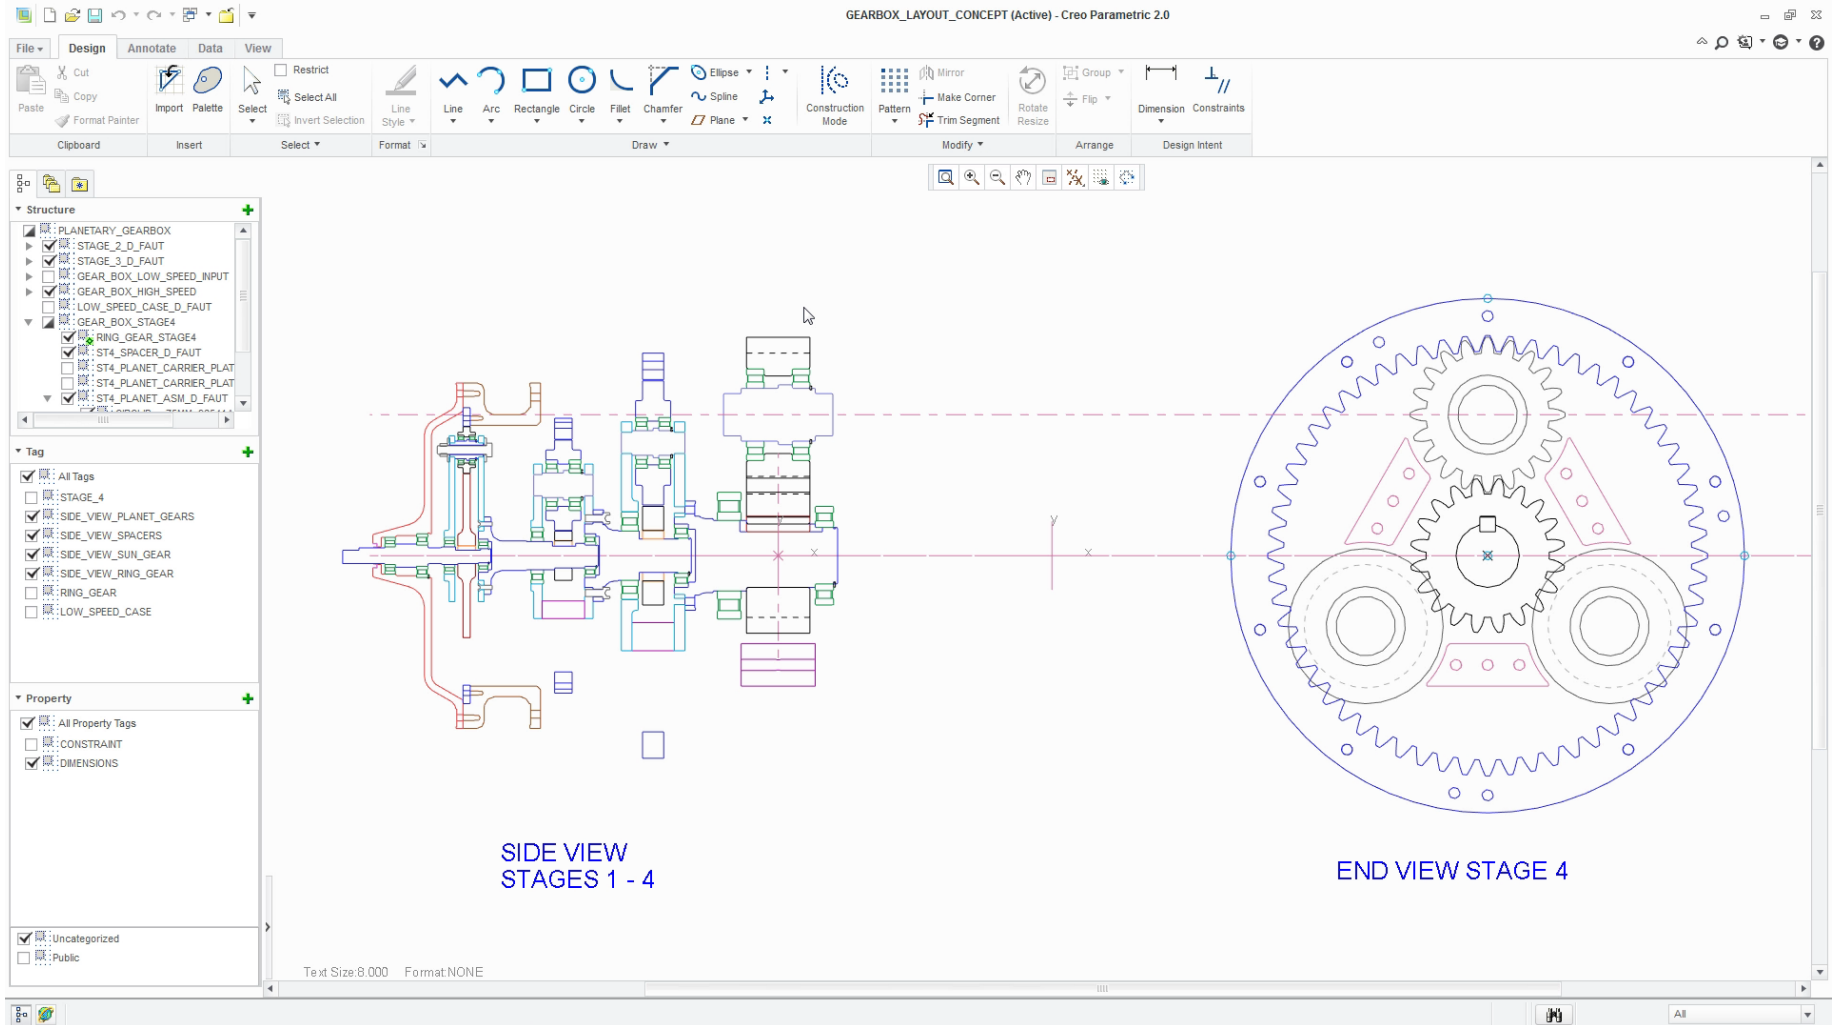 GEARBOX_LAYOUT_CONCEPT (Active) - Creo Parametric 2.0
File
Design
Annotate
Data
View
Paste
Cut
Copy
Format Painter
Clipboard
Import
Palette
Insert
Select
Restrict
Select All
Invert Selection
Select
Line Style
Format
Line
Arc
Rectangle
Circle
Fillet
Chamfer
Ellipse
Spline
Plane
Draw
Construction Mode
Pattern
Mirror
Make Corner
Trim Segment
Modify
Rotate Resize
Group
Flip
Arrange
Dimension
Constraints
Design Intent
Structure
PLANETARY_GEARBOX
STAGE_2_D_FAUT
STAGE_3_D_FAUT
GEAR_BOX_LOW_SPEED_INPUT
GEAR_BOX_HIGH_SPEED
LOW_SPEED_CASE_D_FAUT
GEAR_BOX_STAGE4
RING_GEAR_STAGE4
ST4_SPACER_D_FAUT
ST4_PLANET_CARRIER_PLAT
ST4_PLANET_CARRIER_PLAT
ST4_PLANET_ASM_D_FAUT
Tag
All Tags
STAGE_4
SIDE_VIEW_PLANET_GEARS
SIDE_VIEW_SPACERS
SIDE_VIEW_SUN_GEAR
SIDE_VIEW_RING_GEAR
RING_GEAR
LOW_SPEED_CASE
Property
All Property Tags
CONSTRAINT
DIMENSIONS
Uncategorized
Public
Y
X
Y
X
SIDE VIEW
STAGES 1 - 4
END VIEW STAGE 4
Text Size:8.000 Format:NONE
All